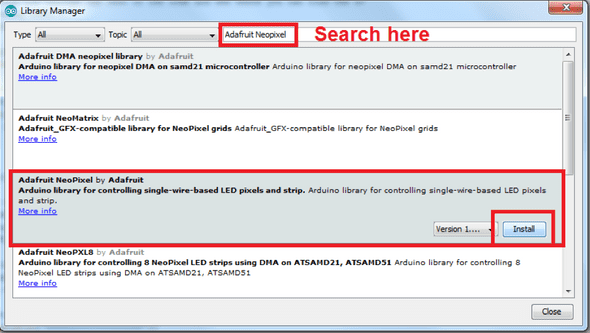 Library Manager
Type All Topic All Adafruit Neopixel Search here
Adafruit DMA neopixel library by Adafruit
Arduino library for neopixel DMA on samd21 microcontroller Arduino library for neopixel DMA on samd21 microcontroller
More info
Adafruit NeoMatrix by Adafruit
Adafruit_GFX-compatible library for NeoPixel grids Adafruit_GFX-compatible library for NeoPixel grids
More info
Adafruit NeoPixel by Adafruit
Arduino library for controlling single-wire-based LED pixels and strip. Arduino library for controlling single-wire-based LED pixels
and strip.
More info
Version 1.... Install
Adafruit NeoPXL8 by Adafruit
Arduino library for controlling 8 NeoPixel LED strips using DMA on ATSAMD21, ATSAMD51 Arduino library for controlling 8
NeoPixel LED strips using DMA on ATSAMD21, ATSAMD51
More info
Close